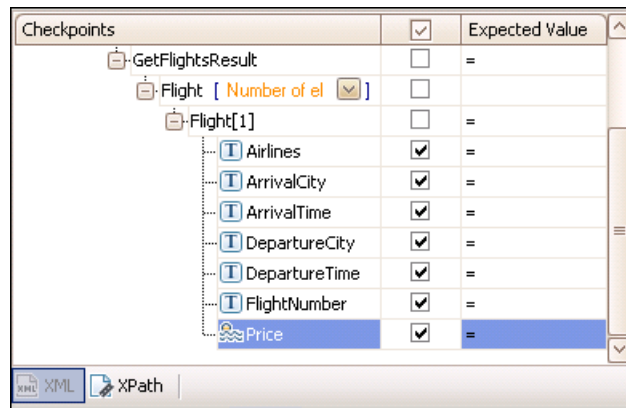 Checkpoints Expected Value
GetFlightsResult =
Flight [ Number of el ]
Flight[1] =
T Airlines =
T ArrivalCity =
T ArrivalTime =
T DepartureCity =
T DepartureTime =
T FlightNumber =
Price =
XML XML XPath